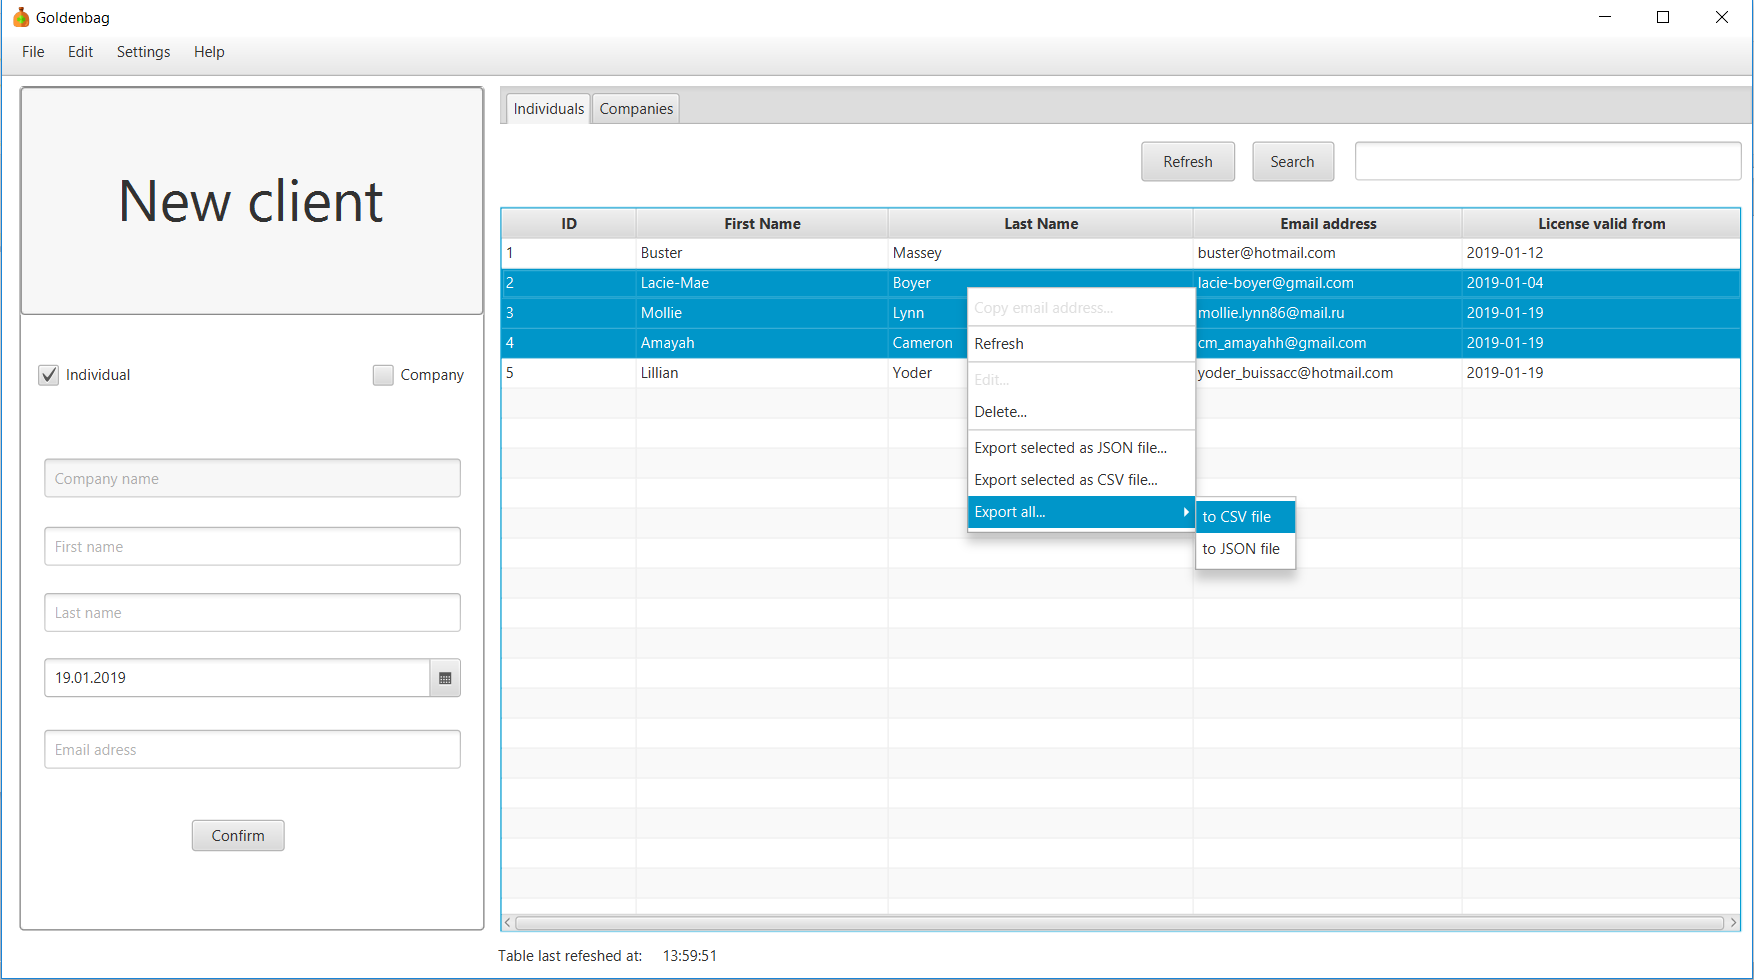 Goldenbag
File Edit Settings Help
New client
Individual Company
Company name
First name
Last name
19.01.2019
Email adress
Confirm
Individuals Companies
Refresh Search
ID First Name Last Name Email address License valid from
1 Buster Massey buster@hotmail.com 2019-01-12
2 Lacie-Mae Boyer lacie-boyer@gmail.com 2019-01-04
3 Mollie Lynn mollie.lynn86@mail.ru 2019-01-19
4 Amayah Cameron cm_amayahh@gmail.com 2019-01-19
5 Lillian Yoder yoder_buissacc@hotmail.com 2019-01-19
Copy email address...
Refresh
Edit...
Delete...
Export selected as JSON file...
Export selected as CSV file...
Export all...
to CSV file
to JSON file
Table last refeshed at: 13:59:51